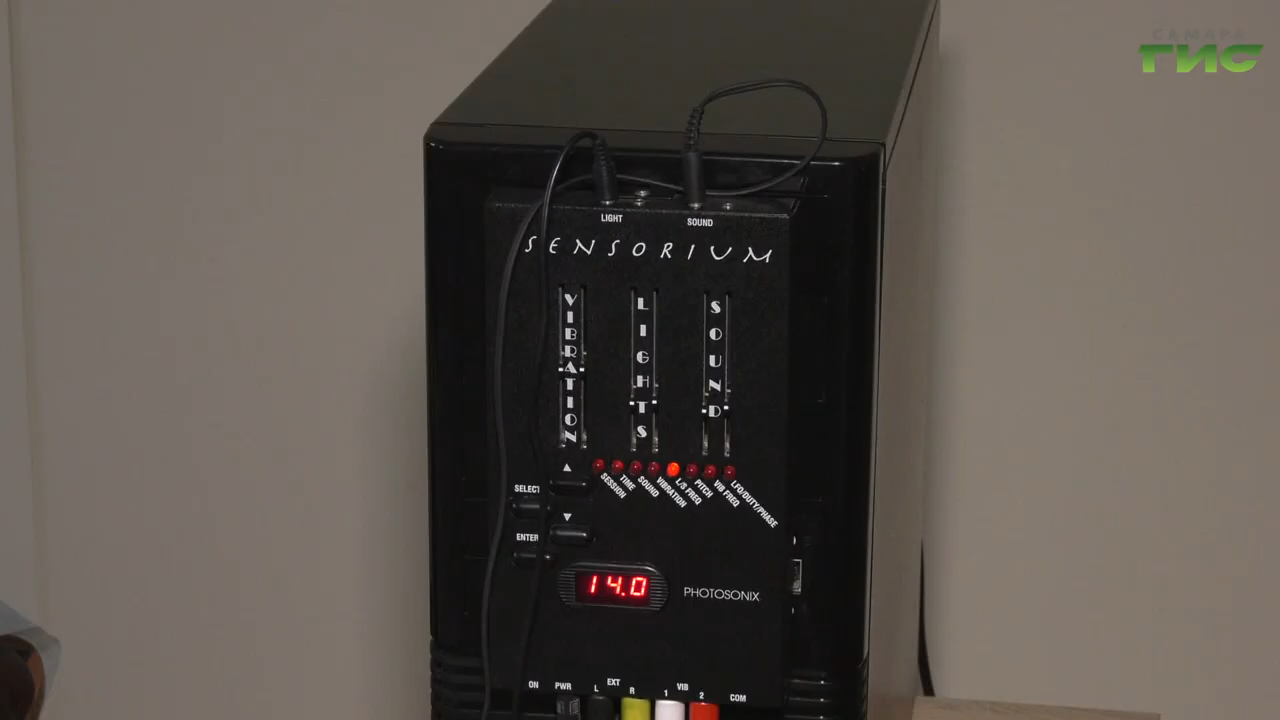 САМАРА
ГИС
LIGHT
SOUND
SENSORIUM
VIBRATION
LIGHTS
SOUND
▲
SELECT
▼
ENTER
SESSION
TIME
SOUND
VIBRATION
L/S FREQ
PITCH
VIB FREQ
LFO/DUTY/PHASE
14.0
PHOTOSONIX
ON
PWR
EXT
L
R
VIB
1
2
COM